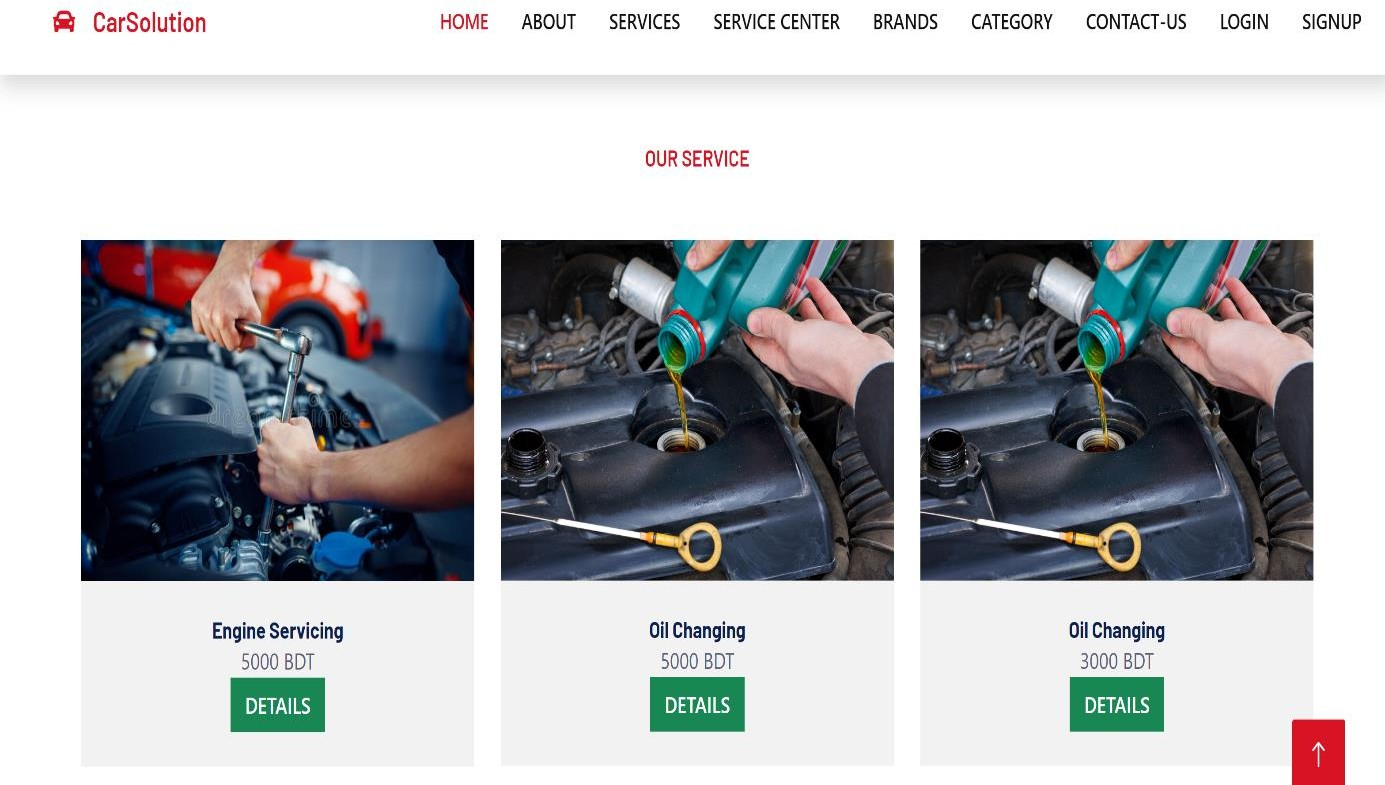 CarSolution
HOME ABOUT SERVICES SERVICE CENTER BRANDS CATEGORY CONTACT-US LOGIN SIGNUP
OUR SERVICE
Engine Servicing
5000 BDT
DETAILS
Oil Changing
5000 BDT
DETAILS
Oil Changing
3000 BDT
DETAILS